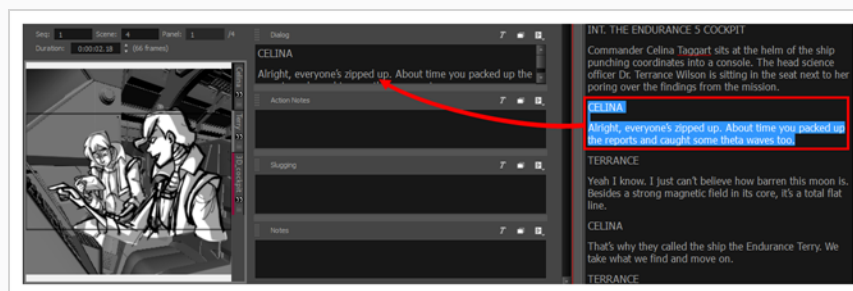 Seq: 1 Scene: 4 Panel: 1 /4
Duration: 0:00:02.18 (66 frames)
Celina
Terry
3D cockpit
Dialog
CELINA
Alright, everyone's zipped up. About time you packed up the
Action Notes
Slugging
Notes
INT. THE ENDURANCE 5 COCKPIT
Commander Celina Taggart sits at the helm of the ship
punching coordinates into a console. The head science
officer Dr. Terrance Wilson is sitting in the seat next to her
poring over the findings from the mission.
CELINA
Alright, everyone's zipped up. About time you packed up
the reports and caught some theta waves too.
TERRANCE
Yeah I know. I just can't believe how barren this moon is.
Besides a strong magnetic field in its core, it's a total flat
line.
CELINA
That's why they called the ship the Endurance Terry. We
take what we find and move on.
TERRANCE